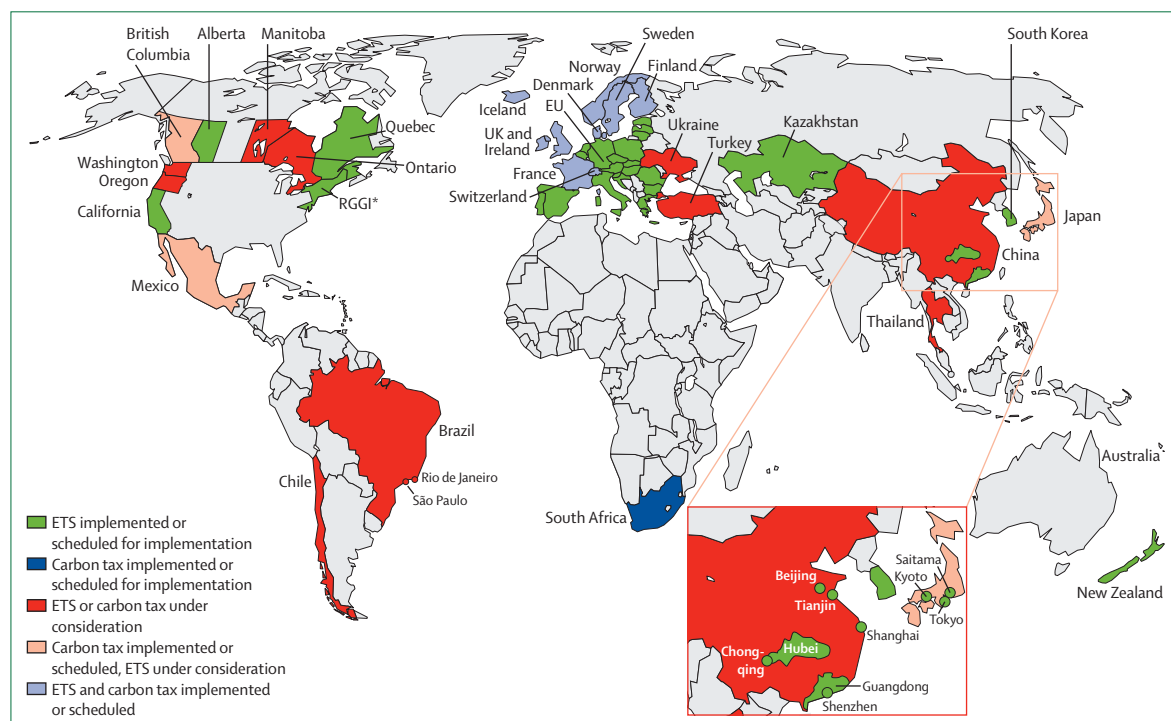 British
Columbia
Alberta
Manitoba
Sweden
South Korea
Norway
Finland
Denmark
EU
Iceland
Quebec
UK and
Ireland
Ukraine
Kazakhstan
Turkey
Washington
Oregon
Ontario
France
California
RGGI*
Switzerland
Japan
China
Mexico
Thailand
Brazil
Australia
Chile
Rio de Janeiro
São Paulo
South Africa
New Zealand
ETS implemented or
scheduled for implementation
Carbon tax implemented or
scheduled for implementation
ETS or carbon tax under
consideration
Carbon tax implemented or
scheduled, ETS under consideration
ETS and carbon tax implemented
or scheduled
Saitama
Kyoto
Beijing
Tianjin
Tokyo
Shanghai
Hubei
Chong-
qing
Guangdong
Shenzhen